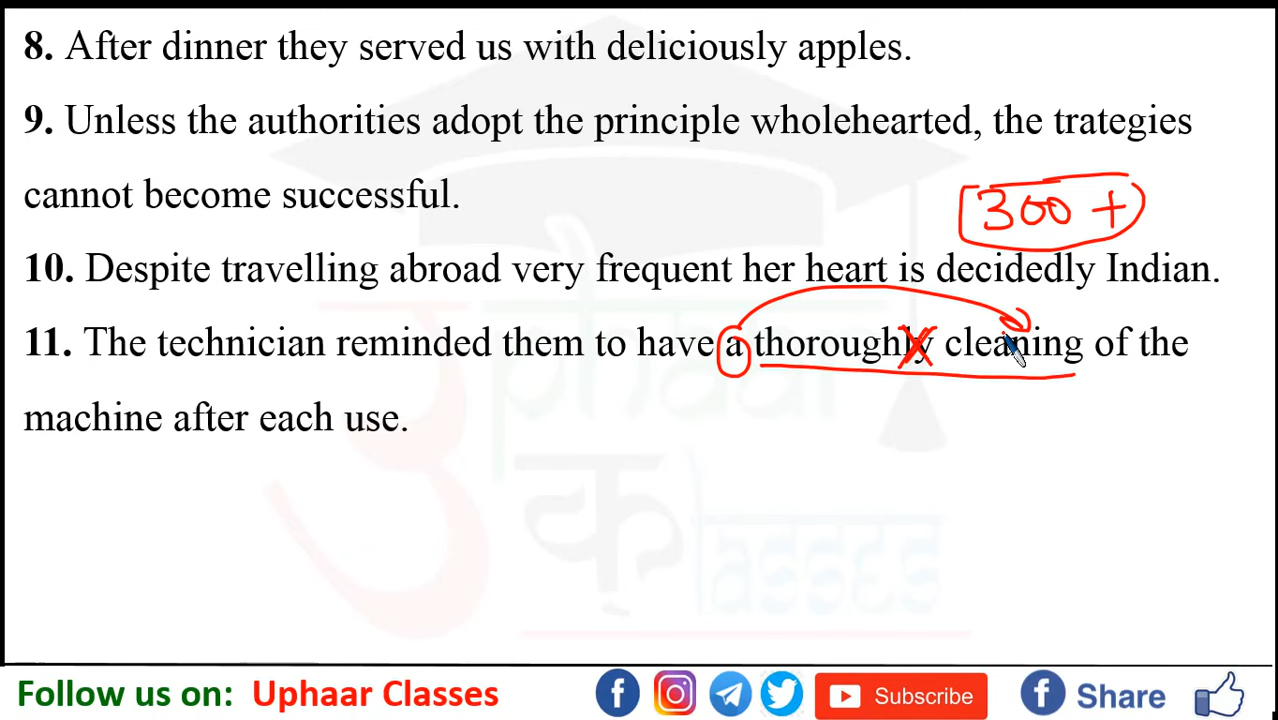 8. After dinner they served us with deliciously apples.
9. Unless the authorities adopt the principle wholehearted, the trategies
cannot become successful.
300 +
10. Despite travelling abroad very frequent her heart is decidedly Indian.
11. The technician reminded them to have a thoroughly cleaning of the
machine after each use.
उphaar
क
lasses
Follow us on: Uphaar Classes
Subscribe
Share